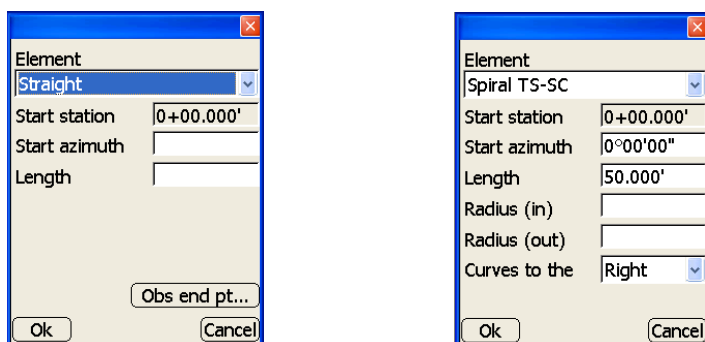 Element
Straight
Start station 0+00.000'
Start azimuth
Length
Obs end pt...
Ok Cancel
Element
Spiral TS-SC
Start station 0+00.000'
Start azimuth 0°00'00"
Length 50.000'
Radius (in)
Radius (out)
Curves to the Right
Ok Cancel